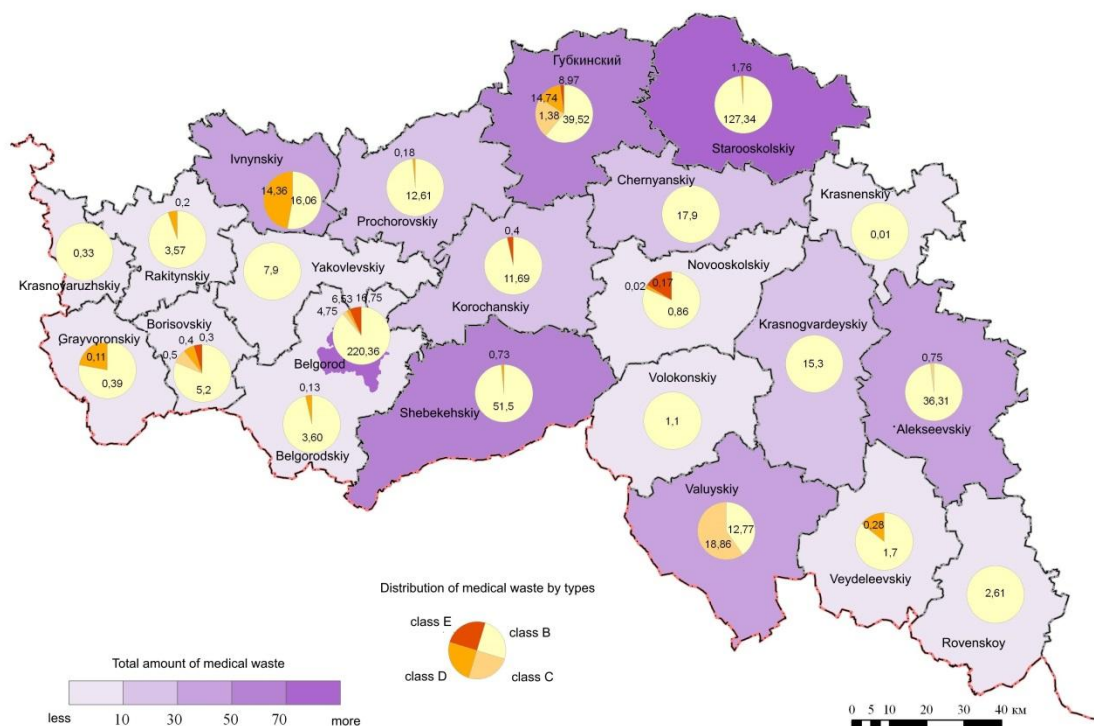 Губкинский
8,97
14,74
1,38
39,52
1,76
127,34
Starooskolskiy
Ivnynskiy
14,36
16,06
0,18
12,61
Prochorovskiy
Chernyanskiy
17,9
Krasnenskiy
0,01
0,2
3,57
Rakitynskiy
0,33
Krasnoyaruzhskiy
7,9
Yakovlevskiy
0,4
11,69
Korochanskiy
Novooskolskiy
0,02
0,17
0,86
Krasnogvardeyskiy
15,3
Grayvoronskiy
0,11
0,39
Borisovskiy
0,3
0,4
0,5
5,2
4,75
6,53
16,75
Belgorod
220,36
0,13
3,60
Belgorodskiy
0,73
51,5
Shebekehskiy
Volokonskiy
1,1
0,75
36,31
Alekseevskiy
Valuyskiy
12,77
18,86
0,28
1,7
Veydeleevskiy
2,61
Rovenskoy
Distribution of medical waste by types
class E
class B
class D
class C
Total amount of medical waste
less 10 30 50 70 more
0 5 10 20 30 40 км